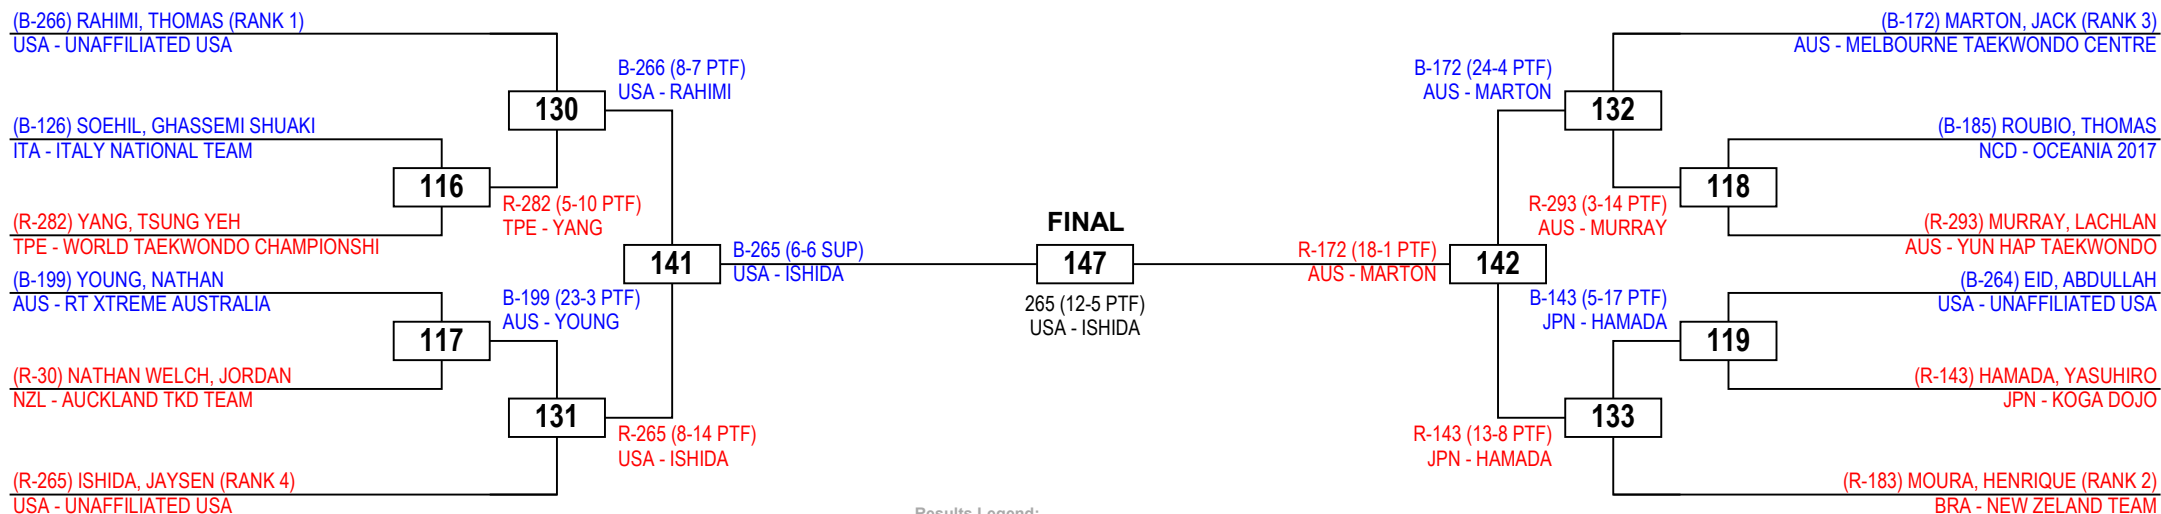 (B-266) RAHIMI, THOMAS (RANK 1)
USA - UNAFFILIATED USA
B-266 (8-7 PTF)
USA - RAHIMI
130
(B-126) SOEHIL, GHASSEMI SHUAKI
ITA - ITALY NATIONAL TEAM
116
R-282 (5-10 PTF)
TPE - YANG
(R-282) YANG, TSUNG YEH
TPE - WORLD TAEKWONDO CHAMPIONSHI
141
B-265 (6-6 SUP)
USA - ISHIDA
(B-199) YOUNG, NATHAN
AUS - RT XTREME AUSTRALIA
B-199 (23-3 PTF)
AUS - YOUNG
117
(R-30) NATHAN WELCH, JORDAN
NZL - AUCKLAND TKD TEAM
131
R-265 (8-14 PTF)
USA - ISHIDA
(R-265) ISHIDA, JAYSEN (RANK 4)
USA - UNAFFILIATED USA
FINAL
147
265 (12-5 PTF)
USA - ISHIDA
Results Legend:
(B-172) MARTON, JACK (RANK 3)
AUS - MELBOURNE TAEKWONDO CENTRE
B-172 (24-4 PTF)
AUS - MARTON
132
(B-185) ROUBIO, THOMAS
NCD - OCEANIA 2017
118
R-293 (3-14 PTF)
AUS - MURRAY
(R-293) MURRAY, LACHLAN
AUS - YUN HAP TAEKWONDO
R-172 (18-1 PTF)
AUS - MARTON
142
(B-264) EID, ABDULLAH
USA - UNAFFILIATED USA
B-143 (5-17 PTF)
JPN - HAMADA
119
(R-143) HAMADA, YASUHIRO
JPN - KOGA DOJO
133
R-143 (13-8 PTF)
JPN - HAMADA
(R-183) MOURA, HENRIQUE (RANK 2)
BRA - NEW ZELAND TEAM